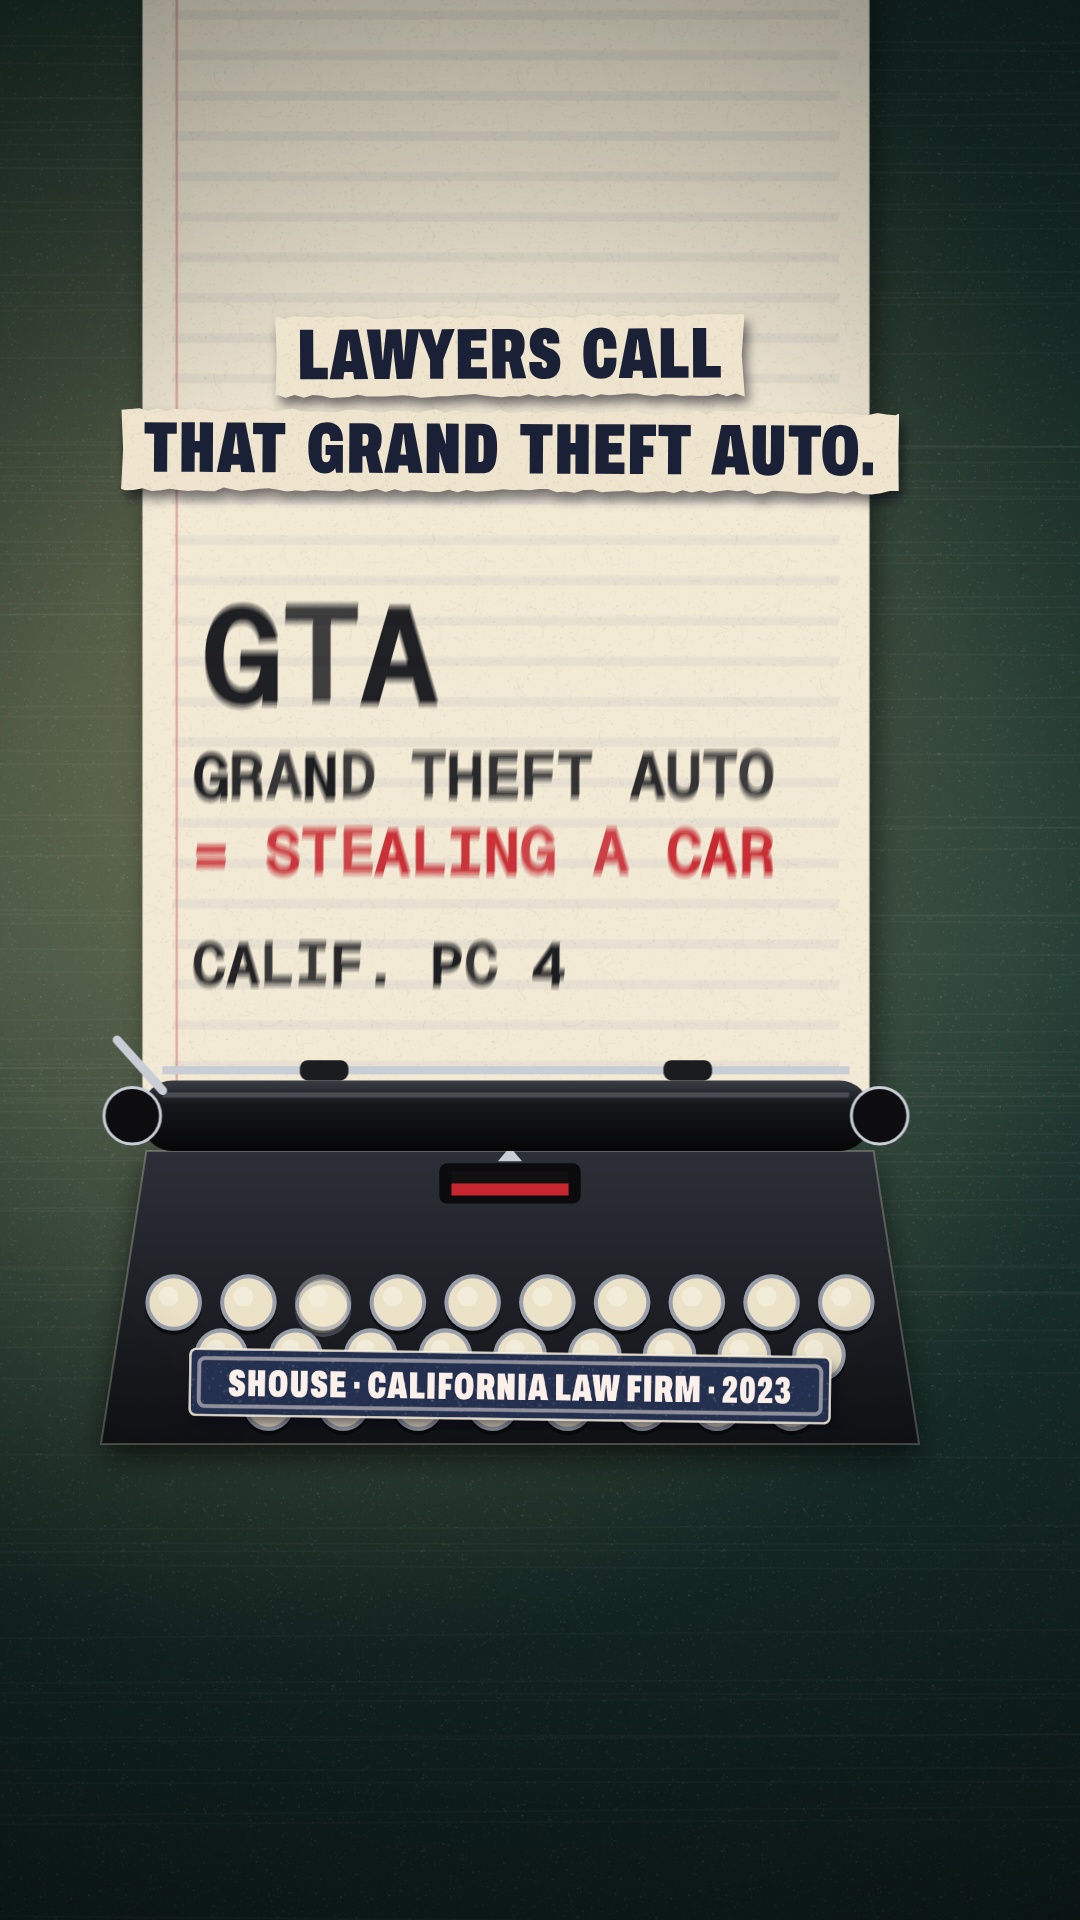 LAWYERS CALL
THAT GRAND THEFT AUTO.
GTA
GRAND THEFT AUTO
= STEALING A CAR
CALIF. PC 4
SHOUSE · CALIFORNIA LAW FIRM · 2023